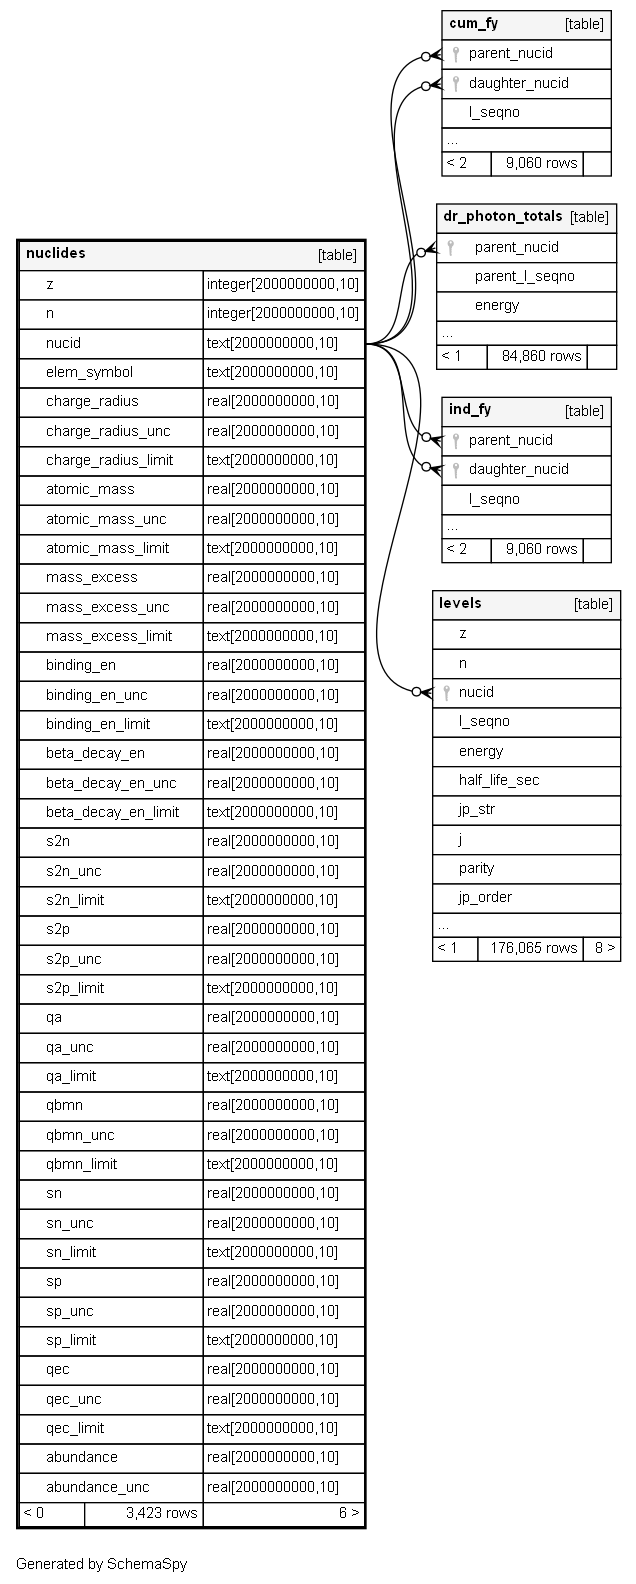 cum_fy [table]
parent_nucid
daughter_nucid
l_seqno
...
< 2 9,060 rows
dr_photon_totals [table]
parent_nucid
parent_l_seqno
energy
...
< 1 84,860 rows
ind_fy [table]
parent_nucid
daughter_nucid
l_seqno
...
< 2 9,060 rows
levels [table]
z
n
nucid
l_seqno
energy
half_life_sec
jp_str
j
parity
jp_order
...
< 1 176,065 rows 8 >
nuclides [table]
z integer[2000000000,10]
n integer[2000000000,10]
nucid text[2000000000,10]
elem_symbol text[2000000000,10]
charge_radius real[2000000000,10]
charge_radius_unc real[2000000000,10]
charge_radius_limit text[2000000000,10]
atomic_mass real[2000000000,10]
atomic_mass_unc real[2000000000,10]
atomic_mass_limit text[2000000000,10]
mass_excess real[2000000000,10]
mass_excess_unc real[2000000000,10]
mass_excess_limit text[2000000000,10]
binding_en real[2000000000,10]
binding_en_unc real[2000000000,10]
binding_en_limit text[2000000000,10]
beta_decay_en real[2000000000,10]
beta_decay_en_unc real[2000000000,10]
beta_decay_en_limit text[2000000000,10]
s2n real[2000000000,10]
s2n_unc real[2000000000,10]
s2n_limit text[2000000000,10]
s2p real[2000000000,10]
s2p_unc real[2000000000,10]
s2p_limit text[2000000000,10]
qa real[2000000000,10]
qa_unc real[2000000000,10]
qa_limit text[2000000000,10]
qbmn real[2000000000,10]
qbmn_unc real[2000000000,10]
qbmn_limit text[2000000000,10]
sn real[2000000000,10]
sn_unc real[2000000000,10]
sn_limit text[2000000000,10]
sp real[2000000000,10]
sp_unc real[2000000000,10]
sp_limit text[2000000000,10]
qec real[2000000000,10]
qec_unc real[2000000000,10]
qec_limit text[2000000000,10]
abundance real[2000000000,10]
abundance_unc real[2000000000,10]
< 0 3,423 rows 6 >
Generated by SchemaSpy